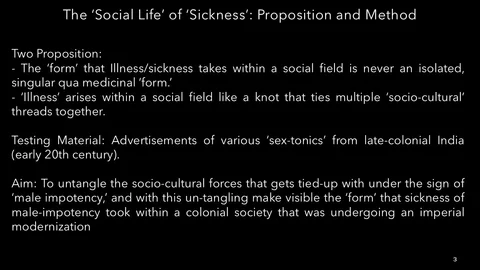 The ‘Social Life’ of ‘Sickness’: Proposition and Method
Two Proposition:
- The ‘form’ that Illness/sickness takes within a social field is never an isolated,
singular qua medicinal ‘form.’
- ‘Illness’ arises within a social field like a knot that ties multiple ‘socio-cultural’
threads together.
Testing Material: Advertisements of various ‘sex-tonics’ from late-colonial India
(early 20th century).
Aim: To untangle the socio-cultural forces that gets tied-up with under the sign of
‘male impotency,’ and with this un-tangling make visible the ‘form’ that sickness of
male-impotency took within a colonial society that was undergoing an imperial
modernization
3